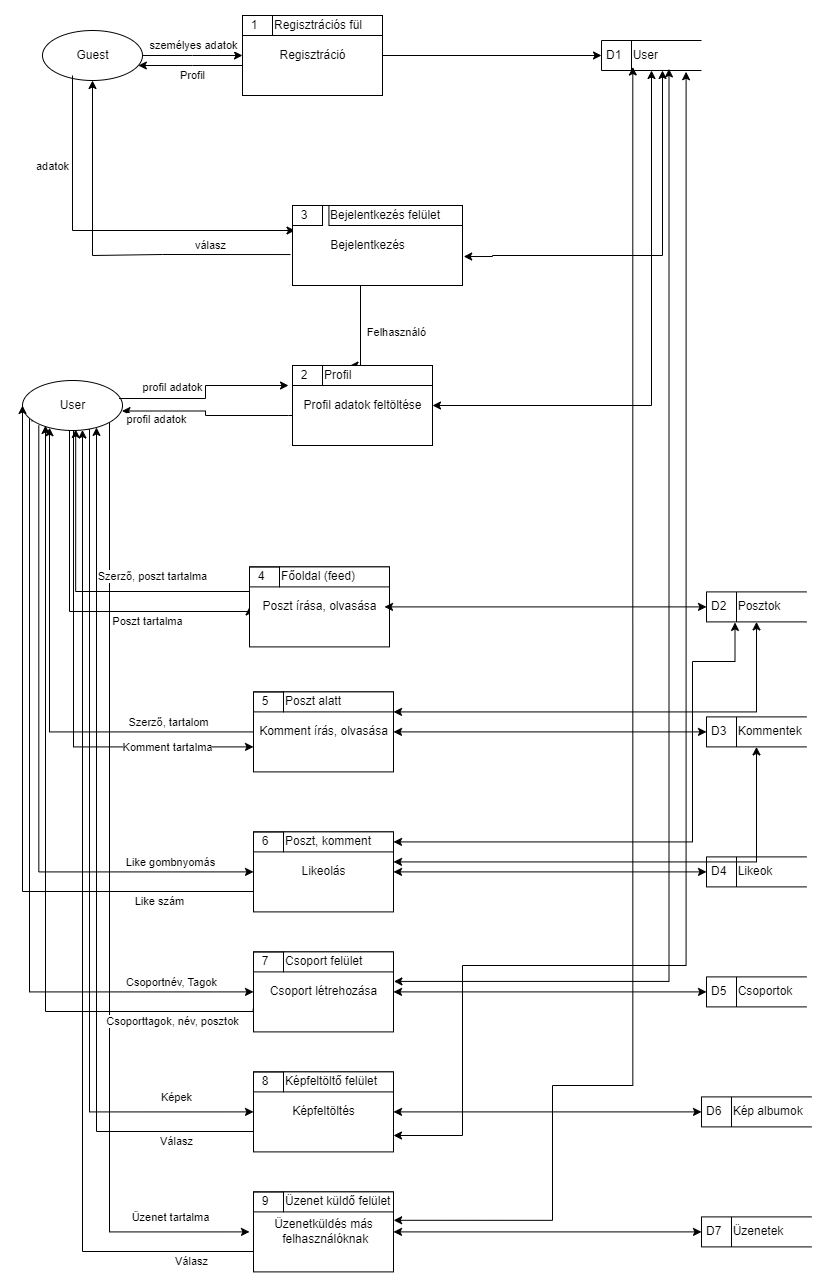 1 Regisztrációs fül
Guest
személyes adatok
Profil
Regisztráció
D1 User
adatok
3 Bejelentkezés felület
válasz
Bejelentkezés
Felhasználó
2 Profil
User
profil adatok
profil adatok
Profil adatok feltöltése
4 Főoldal (feed)
Szerző, poszt tartalma
Poszt írása, olvasása
Poszt tartalma
D2 Posztok
5 Poszt alatt
Szerző, tartalom
Komment írás, olvasása
Komment tartalma
D3 Kommentek
6 Poszt, komment
Like gombnyomás
Likeolás
Like szám
D4 Likeok
7 Csoport felület
Csoportnév, Tagok
Csoport létrehozása
Csoporttagok, név, posztok
D5 Csoportok
8 Képfeltöltő felület
Képek
Képfeltöltés
Válasz
D6 Kép albumok
9 Üzenet küldő felület
Üzenet tartalma
Üzenetküldés más
felhasználóknak
Válasz
D7 Üzenetek